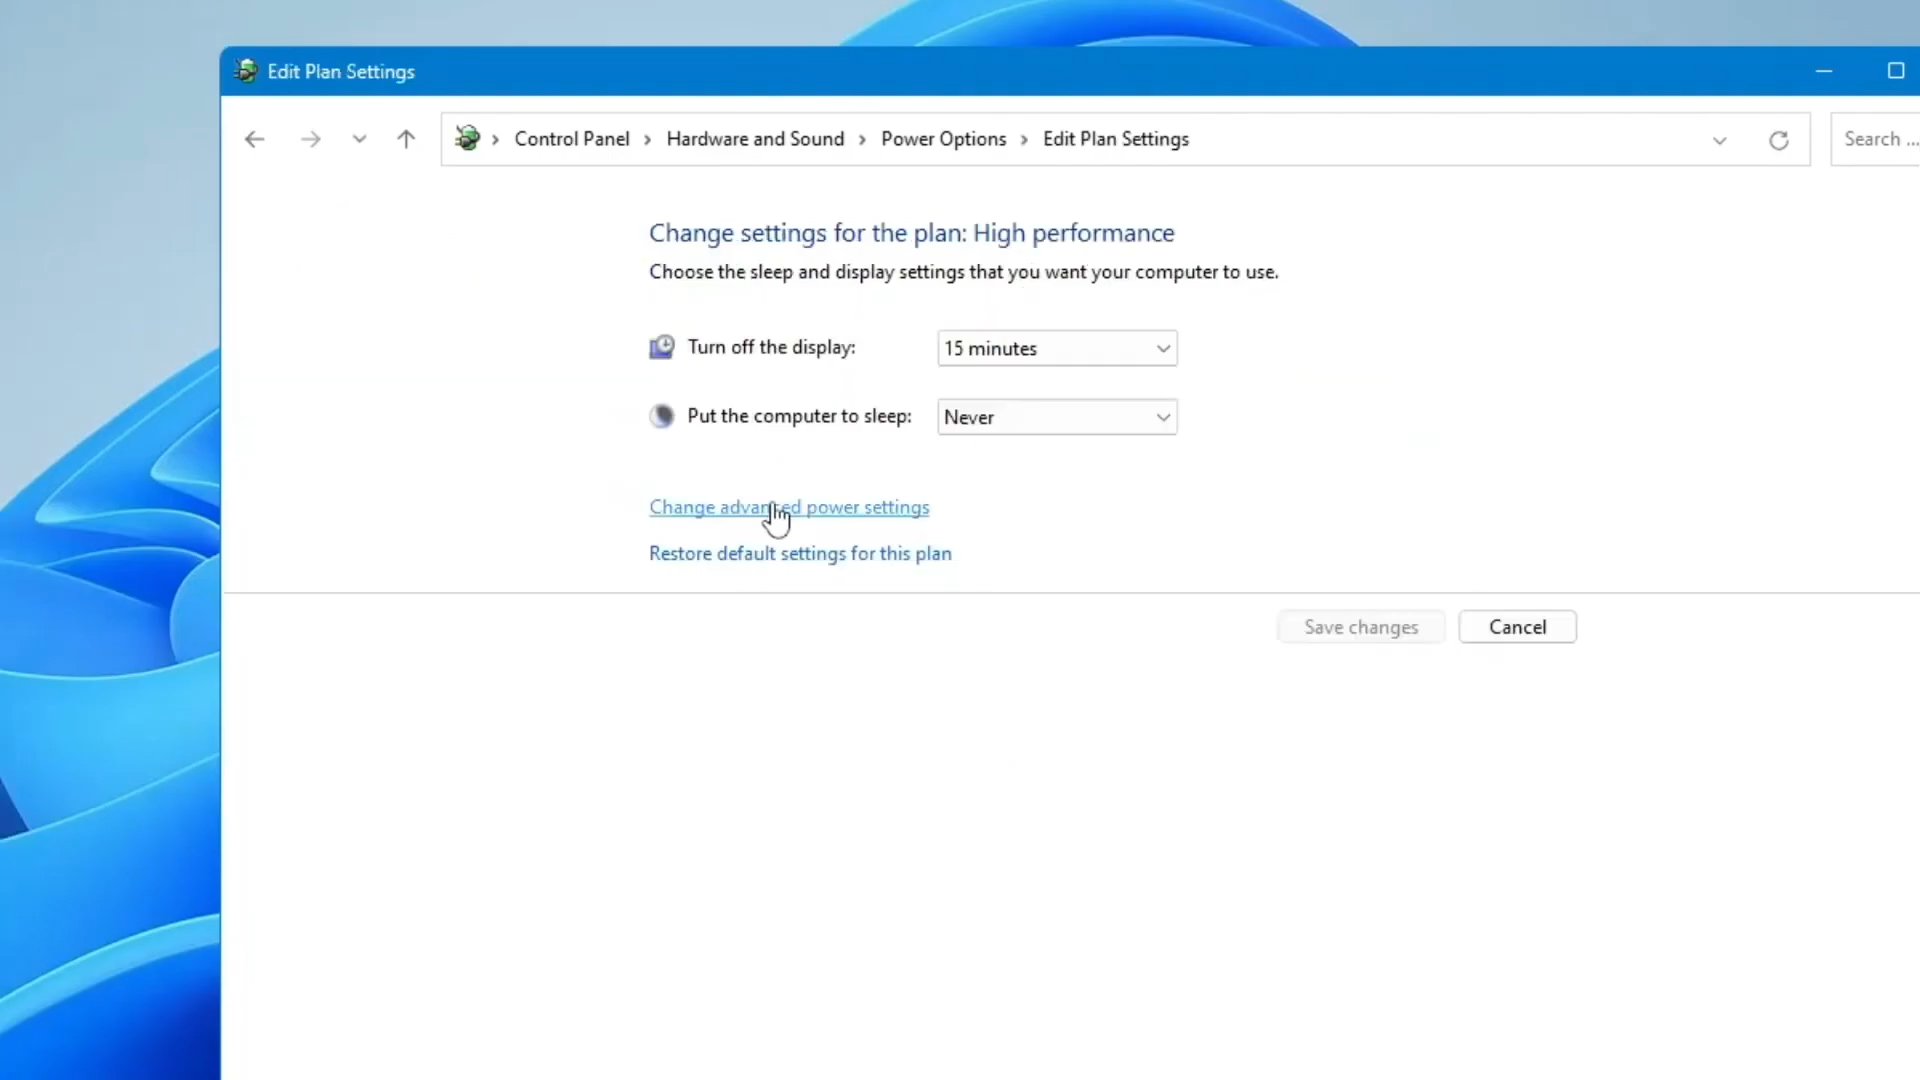 Edit Plan Settings
Control Panel > Hardware and Sound > Power Options > Edit Plan Settings
Search ...
Change settings for the plan: High performance
Choose the sleep and display settings that you want your computer to use.
Turn off the display: 15 minutes
Put the computer to sleep: Never
Change advanced power settings
Restore default settings for this plan
Save changes Cancel